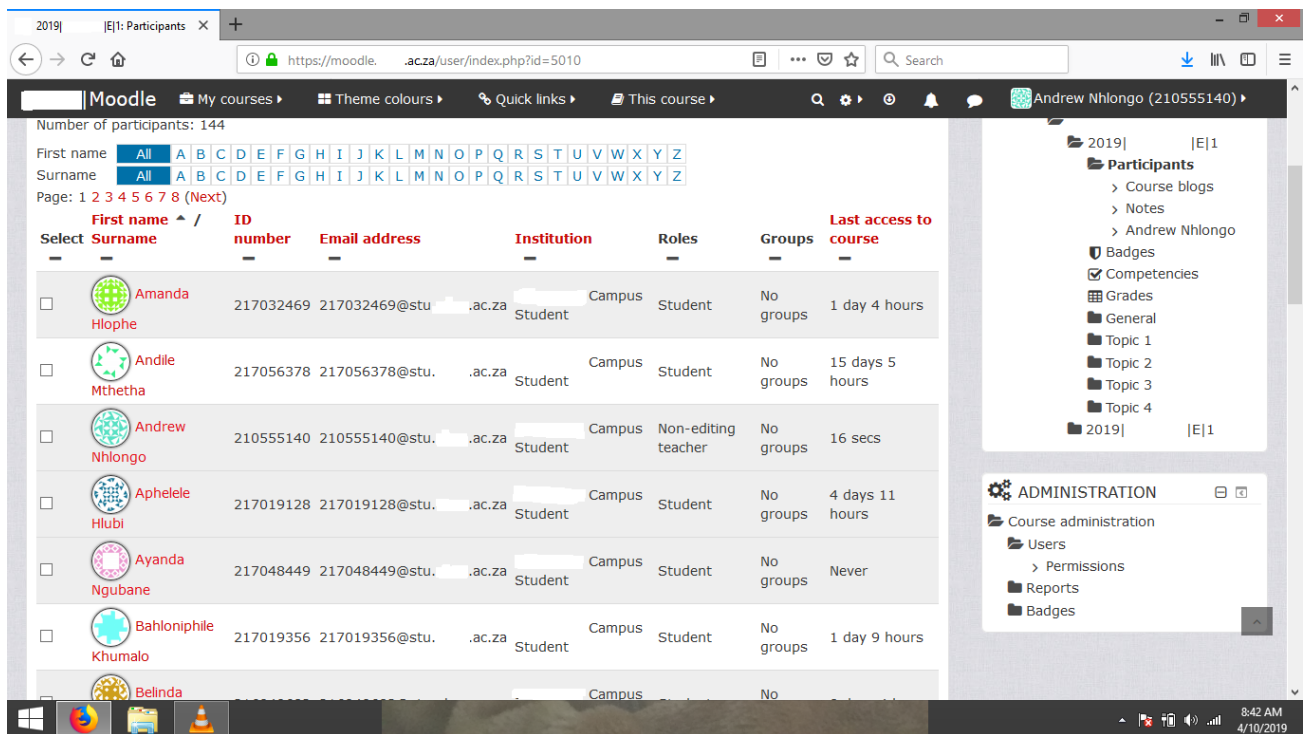 2019| |E|1: Participants
https://moodle. .ac.za/user/index.php?id=5010
Search
|Moodle My courses Theme colours Quick links This course Andrew Nhlongo (210555140)
Number of participants: 144
First name All A B C D E F G H I J K L M N O P Q R S T U V W X Y Z
Surname All A B C D E F G H I J K L M N O P Q R S T U V W X Y Z
Page: 1 2 3 4 5 6 7 8 (Next)
First name / ID Last access to
Select Surname number Email address Institution Roles Groups course
Amanda Campus No
217032469 217032469@stu .ac.za Student Student groups 1 day 4 hours
Hlophe
Andile Campus No 15 days 5
217056378 217056378@stu. .ac.za Student Student groups hours
Mthetha
Andrew Campus Non-editing No
210555140 210555140@stu. .ac.za Student teacher groups 16 secs
Nhlongo
Aphelele Campus No 4 days 11
217019128 217019128@stu. .ac.za Student Student groups hours
Hlubi
Ayanda Campus No
217048449 217048449@stu. .ac.za Student Student groups Never
Ngubane
Bahloniphile Campus No
217019356 217019356@stu. .ac.za Student Student groups 1 day 9 hours
Khumalo
Belinda Campus No
2019| |E|1
Participants
> Course blogs
> Notes
> Andrew Nhlongo
Badges
Competencies
Grades
General
Topic 1
Topic 2
Topic 3
Topic 4
2019| |E|1
ADMINISTRATION
Course administration
Users
> Permissions
Reports
Badges
8:42 AM
4/10/2019